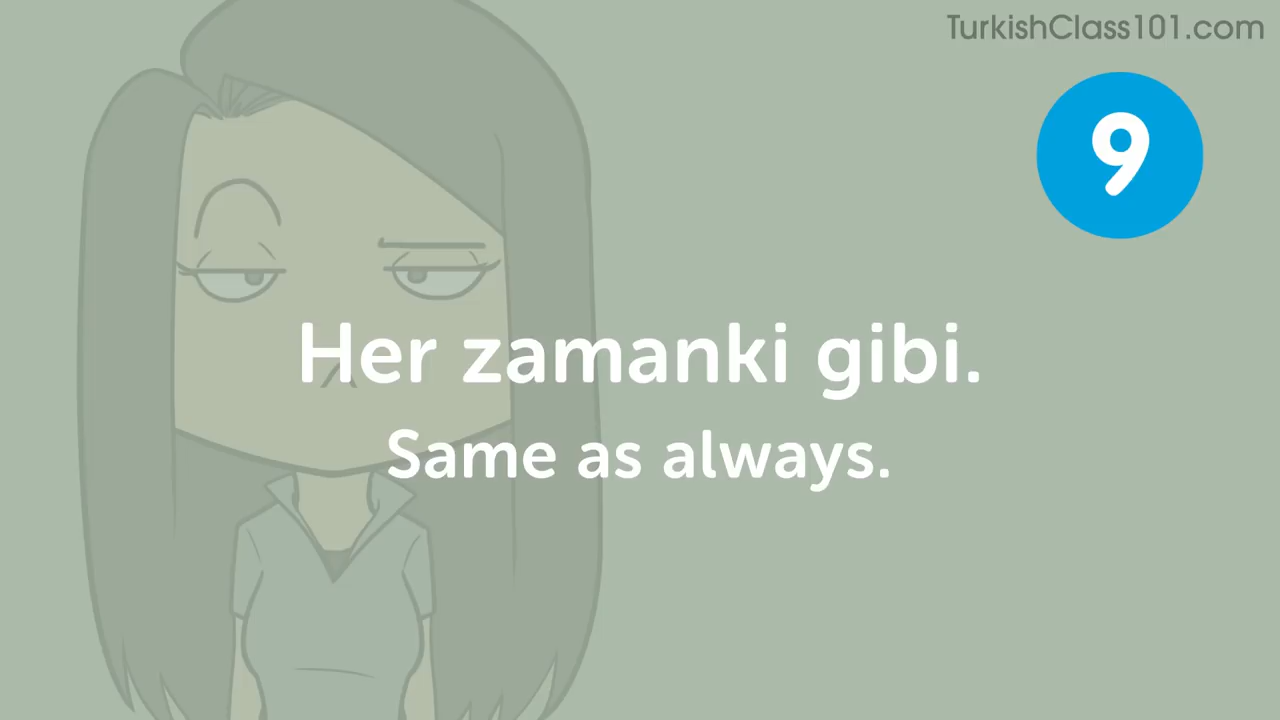 TurkishClass101.com
9
Her zamanki gibi.
Same as always.